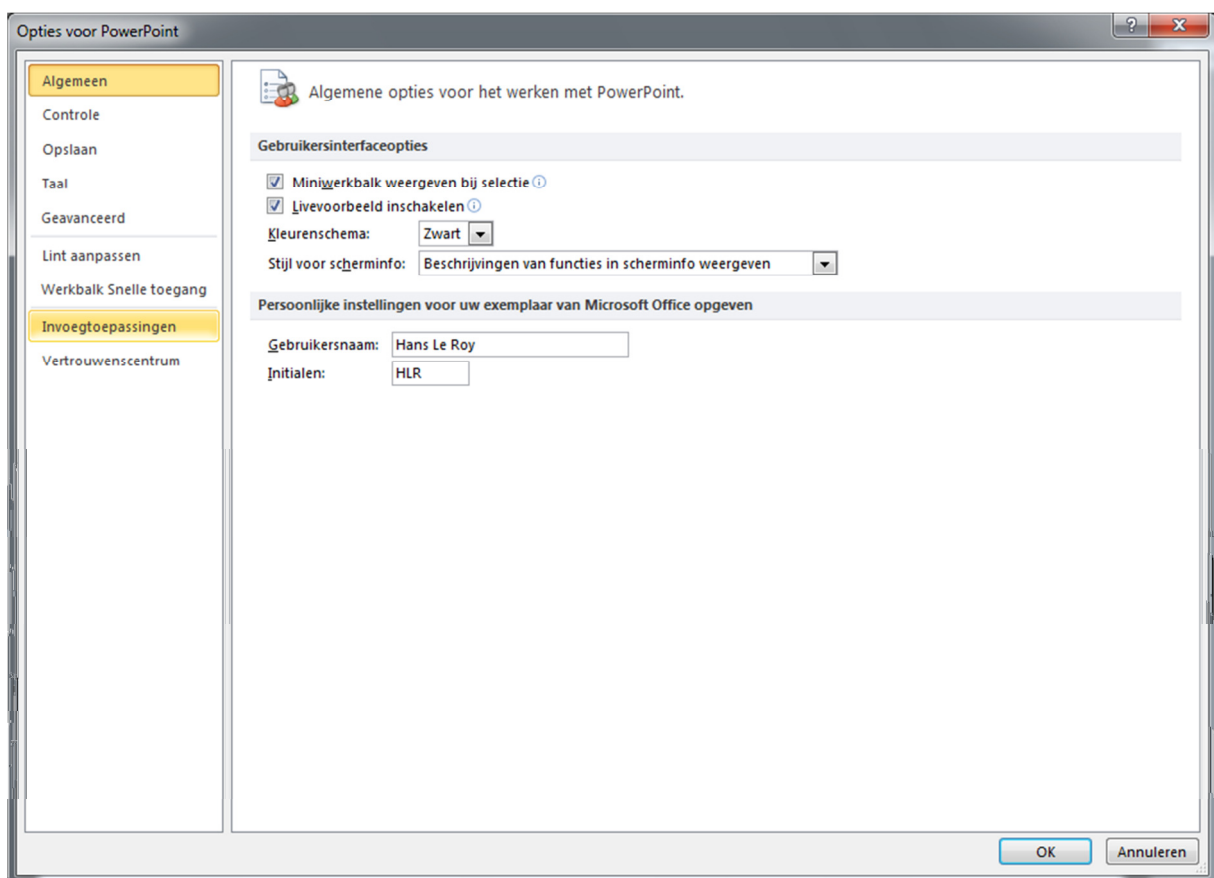 Opties voor PowerPoint
Algemeen
Controle
Opslaan
Taal
Geavanceerd
Lint aanpassen
Werkbalk Snelle toegang
Invoegtoepassingen
Vertrouwenscentrum
Algemene opties voor het werken met PowerPoint.
Gebruikersinterfaceopties
Miniwerkbalk weergeven bij selectie
Livevoorbeeld inschakelen
Kleurenschema: Zwart
Stijl voor scherminfo: Beschrijvingen van functies in scherminfo weergeven
Persoonlijke instellingen voor uw exemplaar van Microsoft Office opgeven
Gebruikersnaam: Hans Le Roy
Initialen: HLR
OK Annuleren